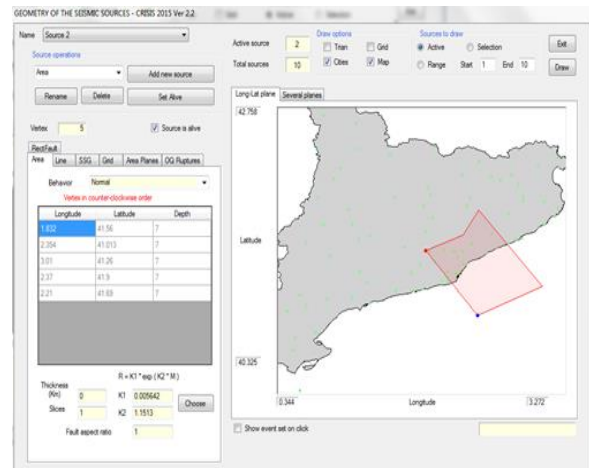 GEOMETRY OF THE SEISMIC SOURCES - CRISIS 2015 Ver 2.2
Name Source 2
Source operations
Area Add new source
Rename Delete Set Alive
Vertex 5 Source is alive
RectFault
Area Line SSG Grid Area Planes OQ Ruptures
Behavior Normal
Vertex in counter-clockwise order
Longitude Latitude Depth
1.832 41.56 7
2.354 41.013 7
3.01 41.26 7
2.37 41.9 7
2.21 41.69 7
R = K1 * exp ( K2 * M )
Thickness (Km) 0 K1 0.005642
Slices 1 K2 1.1513 Choose
Fault aspect ratio 1
Active source 2
Total sources 10
Draw options
Trian Grid
Cities Map
Sources to draw
Active Selection
Range Start 1 End 10
Exit
Draw
Long-Lat plane Several planes
42.758
Latitude
40.325
0.344 Longitude 3.272
Show event set on click